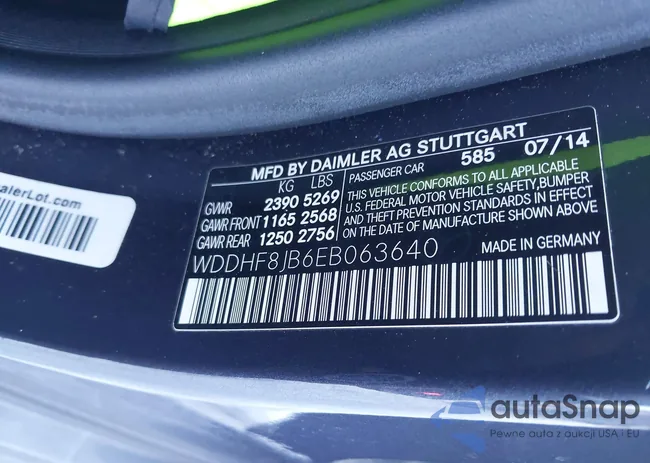 MFD BY DAIMLER AG STUTTGART 585 07/14
KG LBS
GVWR 2390 5269
GAWR FRONT 1165 2568
GAWR REAR 1250 2756
PASSENGER CAR
THIS VEHICLE CONFORMS TO ALL APPLICABLE
U.S. FEDERAL MOTOR VEHICLE SAFETY, BUMPER
AND THEFT PREVENTION STANDARDS IN EFFECT
ON THE DATE OF MANUFACTURE SHOWN ABOVE
WDDHF8JB6EB063640 MADE IN GERMANY
alerLot.com
autaSnap
Pewne auta z aukcji USA i EU